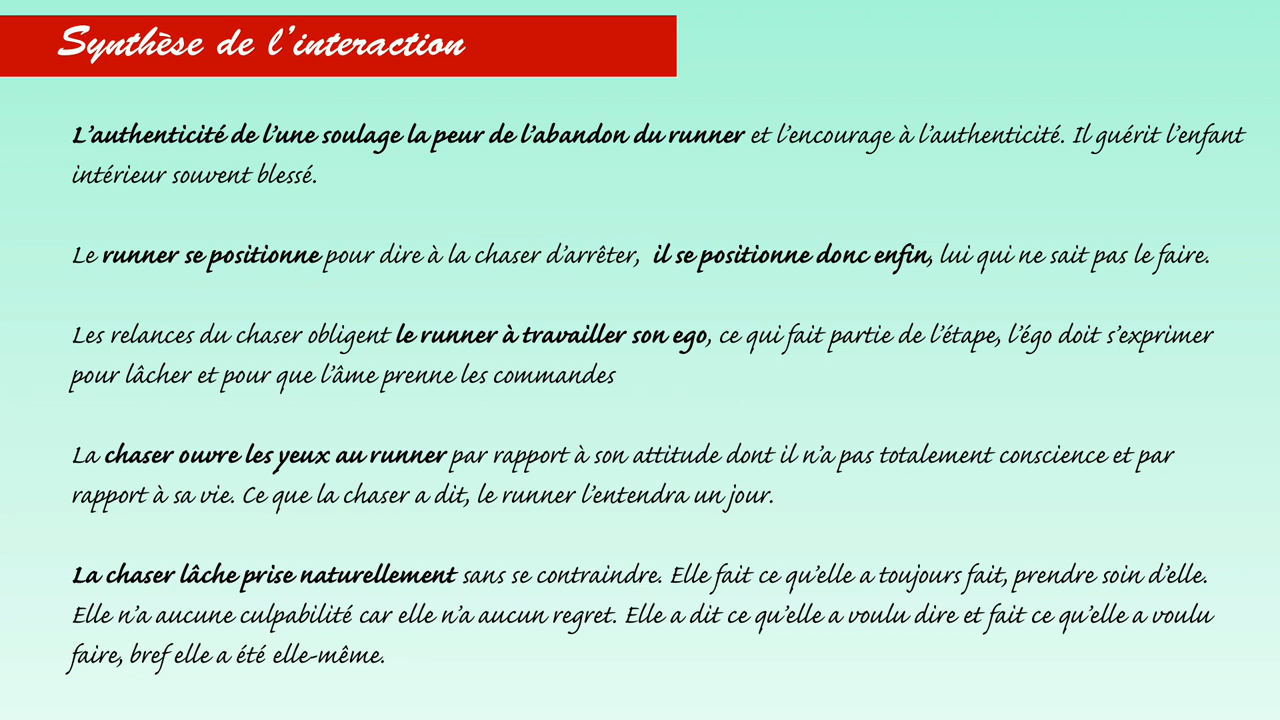 Synthèse de l'interaction
L'authenticité de l'une soulage la peur de l'abandon du runner et l'encourage à l'authenticité. Il guérit l'enfant
intérieur souvent blessé.
Le runner se positionne pour dire à la chaser d'arrêter, il se positionne donc enfin, lui qui ne sait pas le faire.
Les relances du chaser obligent le runner à travailler son ego, ce qui fait partie de l'étape, l'égo doit s'exprimer
pour lâcher et pour que l'âme prenne les commandes
La chaser ouvre les yeux au runner par rapport à son attitude dont il n'a pas totalement conscience et par
rapport à sa vie. Ce que la chaser a dit, le runner l'entendra un jour.
La chaser lâche prise naturellement sans se contraindre. Elle fait ce qu'elle a toujours fait, prendre soin d'elle.
Elle n'a aucune culpabilité car elle n'a aucun regret. Elle a dit ce qu'elle a voulu dire et fait ce qu'elle a voulu
faire, bref elle a été elle-même.